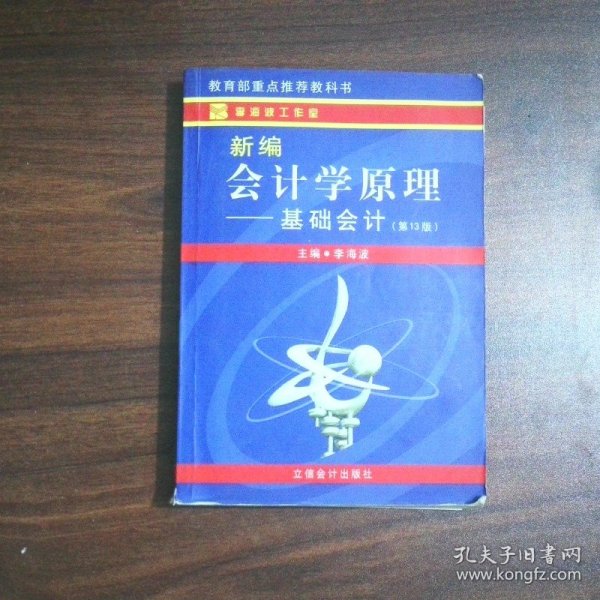 教育部重点推荐教科书
李海波工作室
新编
会计学原理
——基础会计(第13版)
主编●李海波
立信会计出版社
孔夫子旧书网
www.kongfz.com